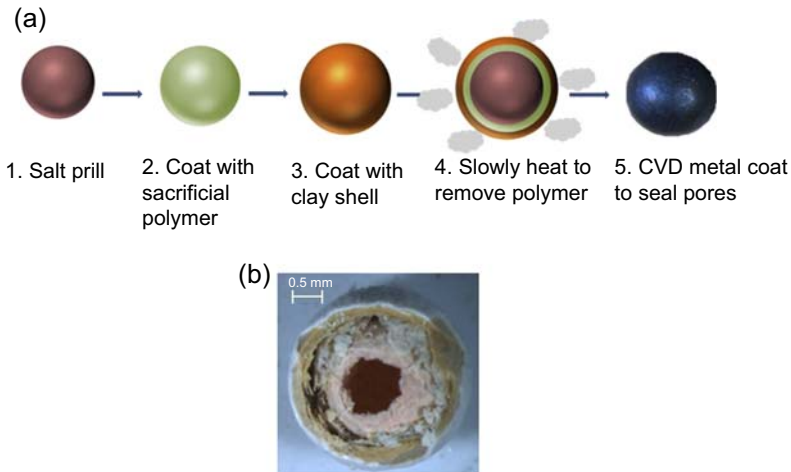 (a)
1. Salt prill
2. Coat with
sacrificial
polymer
3. Coat with
clay shell
4. Slowly heat to
remove polymer
5. CVD metal coat
to seal pores
(b)
0.5 mm